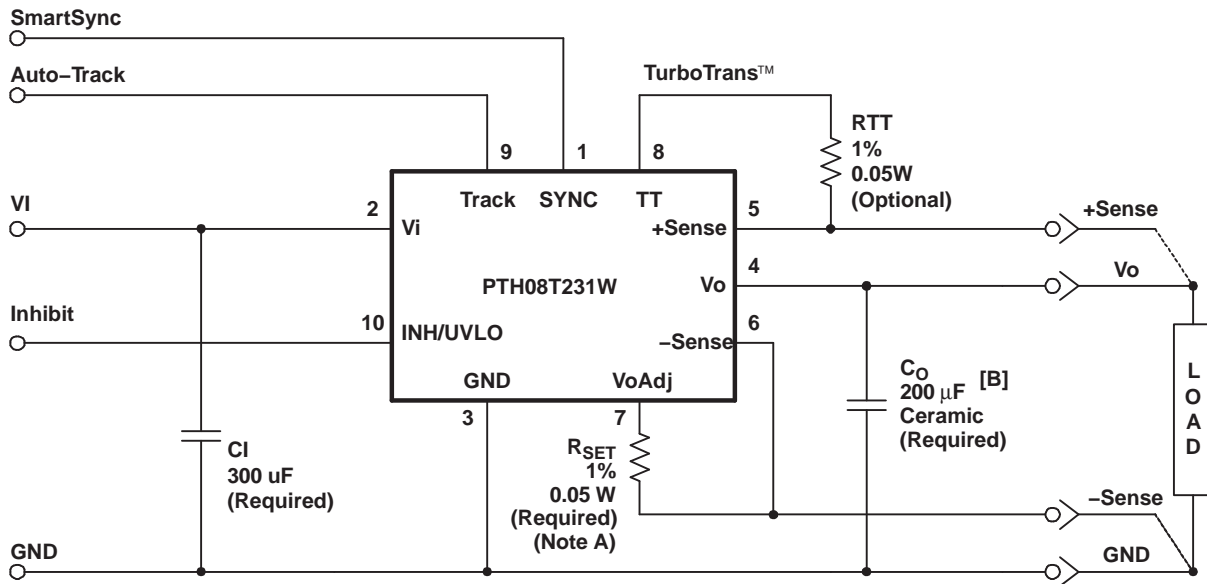 SmartSync
Auto–Track
TurboTrans™
RTT
1%
0.05W
(Optional)
9
1
8
Track
SYNC
TT
VI
2
Vi
+Sense
5
+Sense
PTH08T231W
Vo
4
Vo
Inhibit
10
INH/UVLO
–Sense
6
GND
VoAdj
3
7
CI
300 uF
(Required)
RSET
1%
0.05 W
(Required)
(Note A)
CO
200 μF [B]
Ceramic
(Required)
L
O
A
D
–Sense
GND
GND